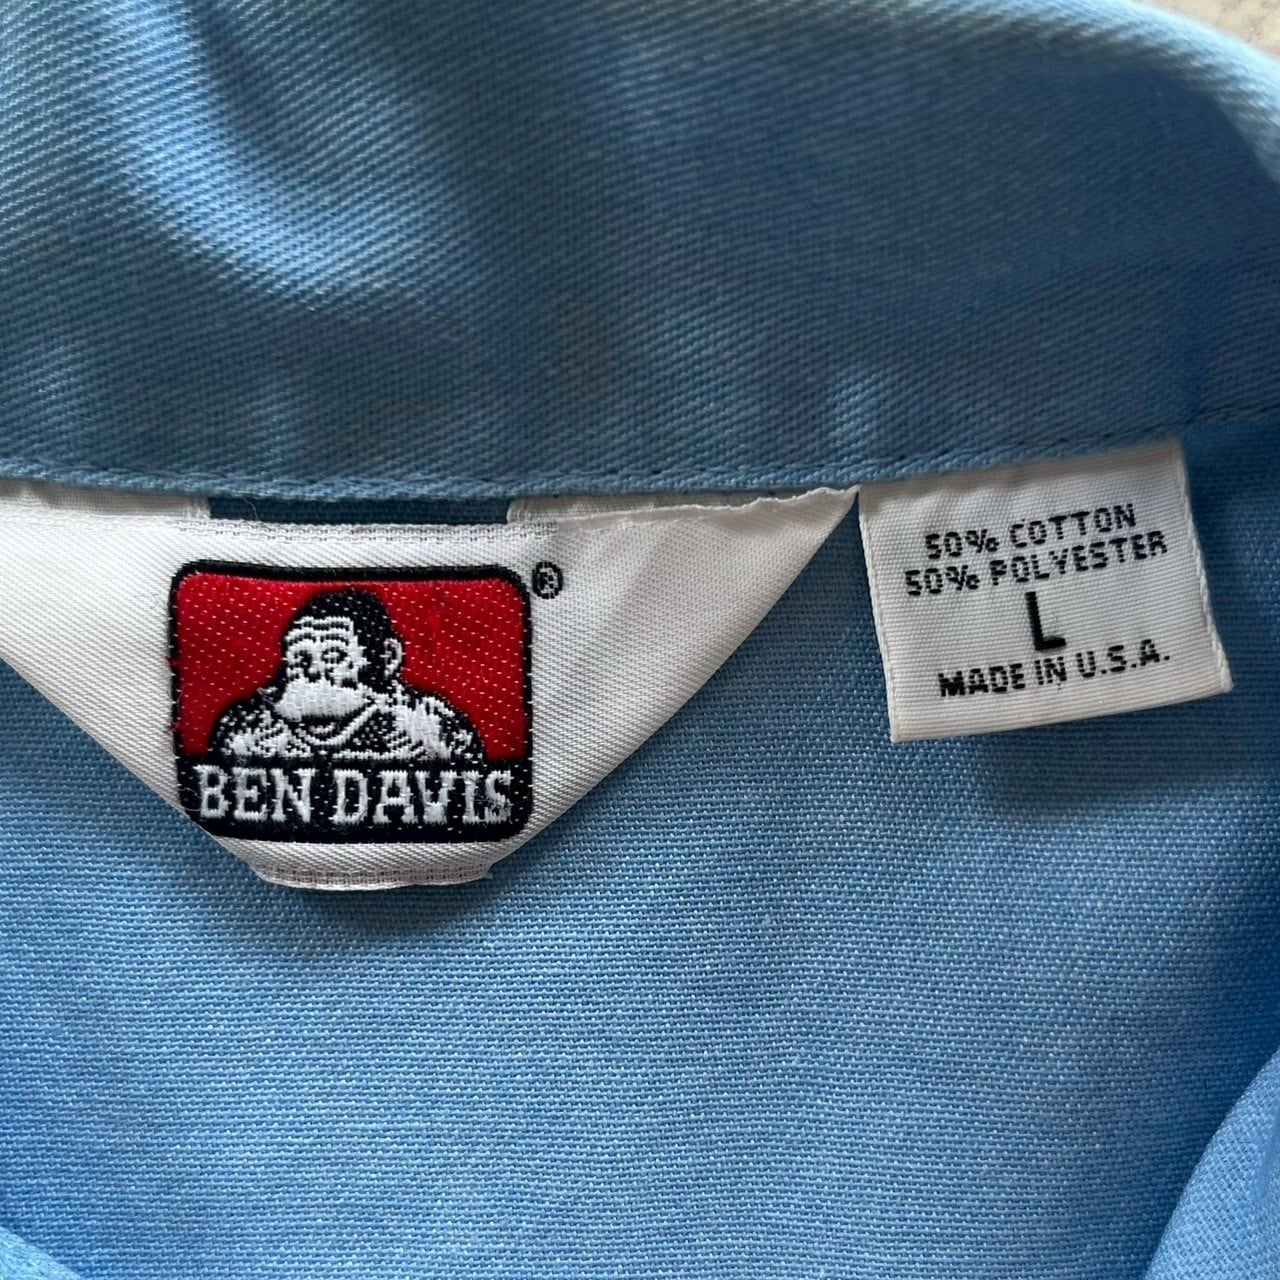 BEN DAVIS
®
50% COTTON
50% POLYESTER
L
MADE IN U.S.A.